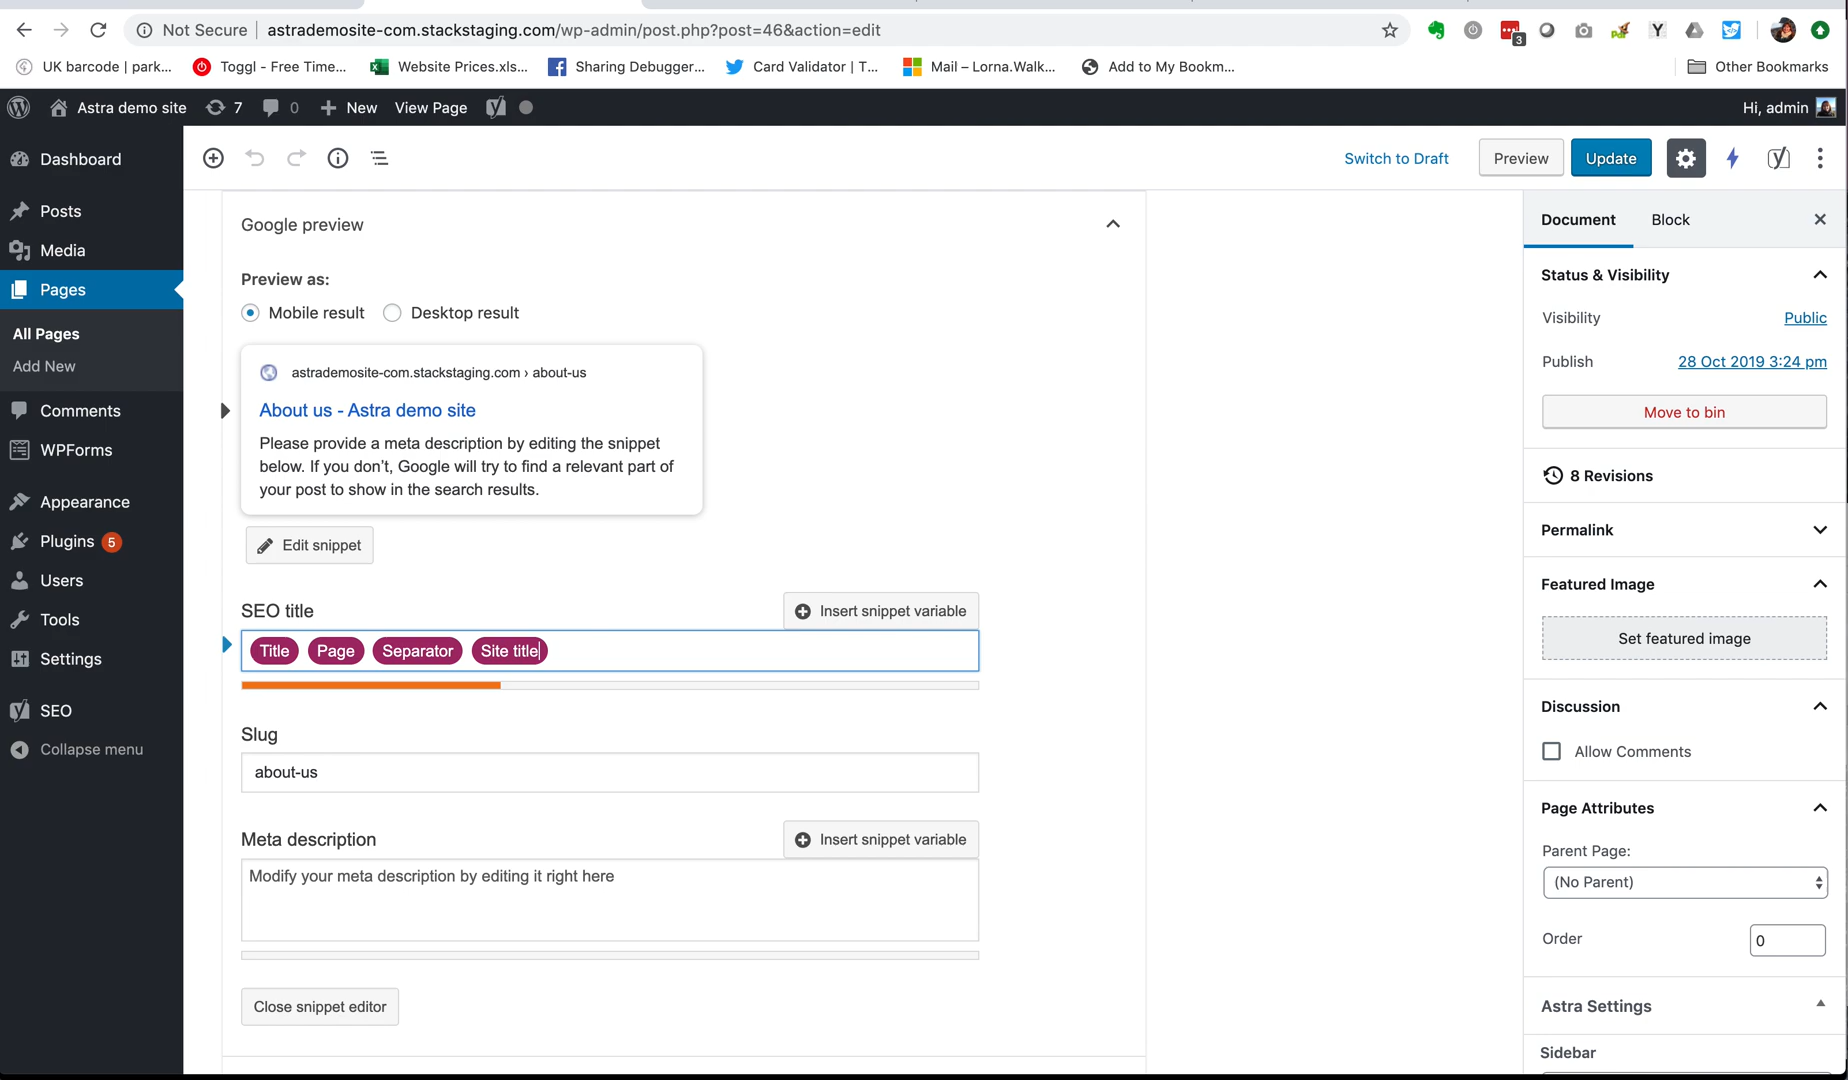 Not Secure | astrademosite-com.stackstaging.com/wp-admin/post.php?post=46&action=edit
3
Y
UK barcode | park... Toggl - Free Time... Website Prices.xls... Sharing Debugger... Card Validator | T... Mail – Lorna.Walk... Add to My Bookm... Other Bookmarks
Astra demo site 7 0 New View Page Hi, admin
Switch to Draft Preview Update
Dashboard
Posts
Media
Pages
All Pages
Add New
Comments
WPForms
Appearance
Plugins 5
Users
Tools
Settings
SEO
Collapse menu
Google preview
Preview as:
Mobile result Desktop result
astrademosite-com.stackstaging.com › about-us
About us - Astra demo site
Please provide a meta description by editing the snippet
below. If you don’t, Google will try to find a relevant part of
your post to show in the search results.
Edit snippet
SEO title
Insert snippet variable
Title Page Separator Site title
Slug
about-us
Meta description
Insert snippet variable
Modify your meta description by editing it right here
Close snippet editor
Document Block
Status & Visibility
Visibility Public
Publish 28 Oct 2019 3:24 pm
Move to bin
8 Revisions
Permalink
Featured Image
Set featured image
Discussion
Allow Comments
Page Attributes
Parent Page:
(No Parent)
Order 0
Astra Settings
Sidebar